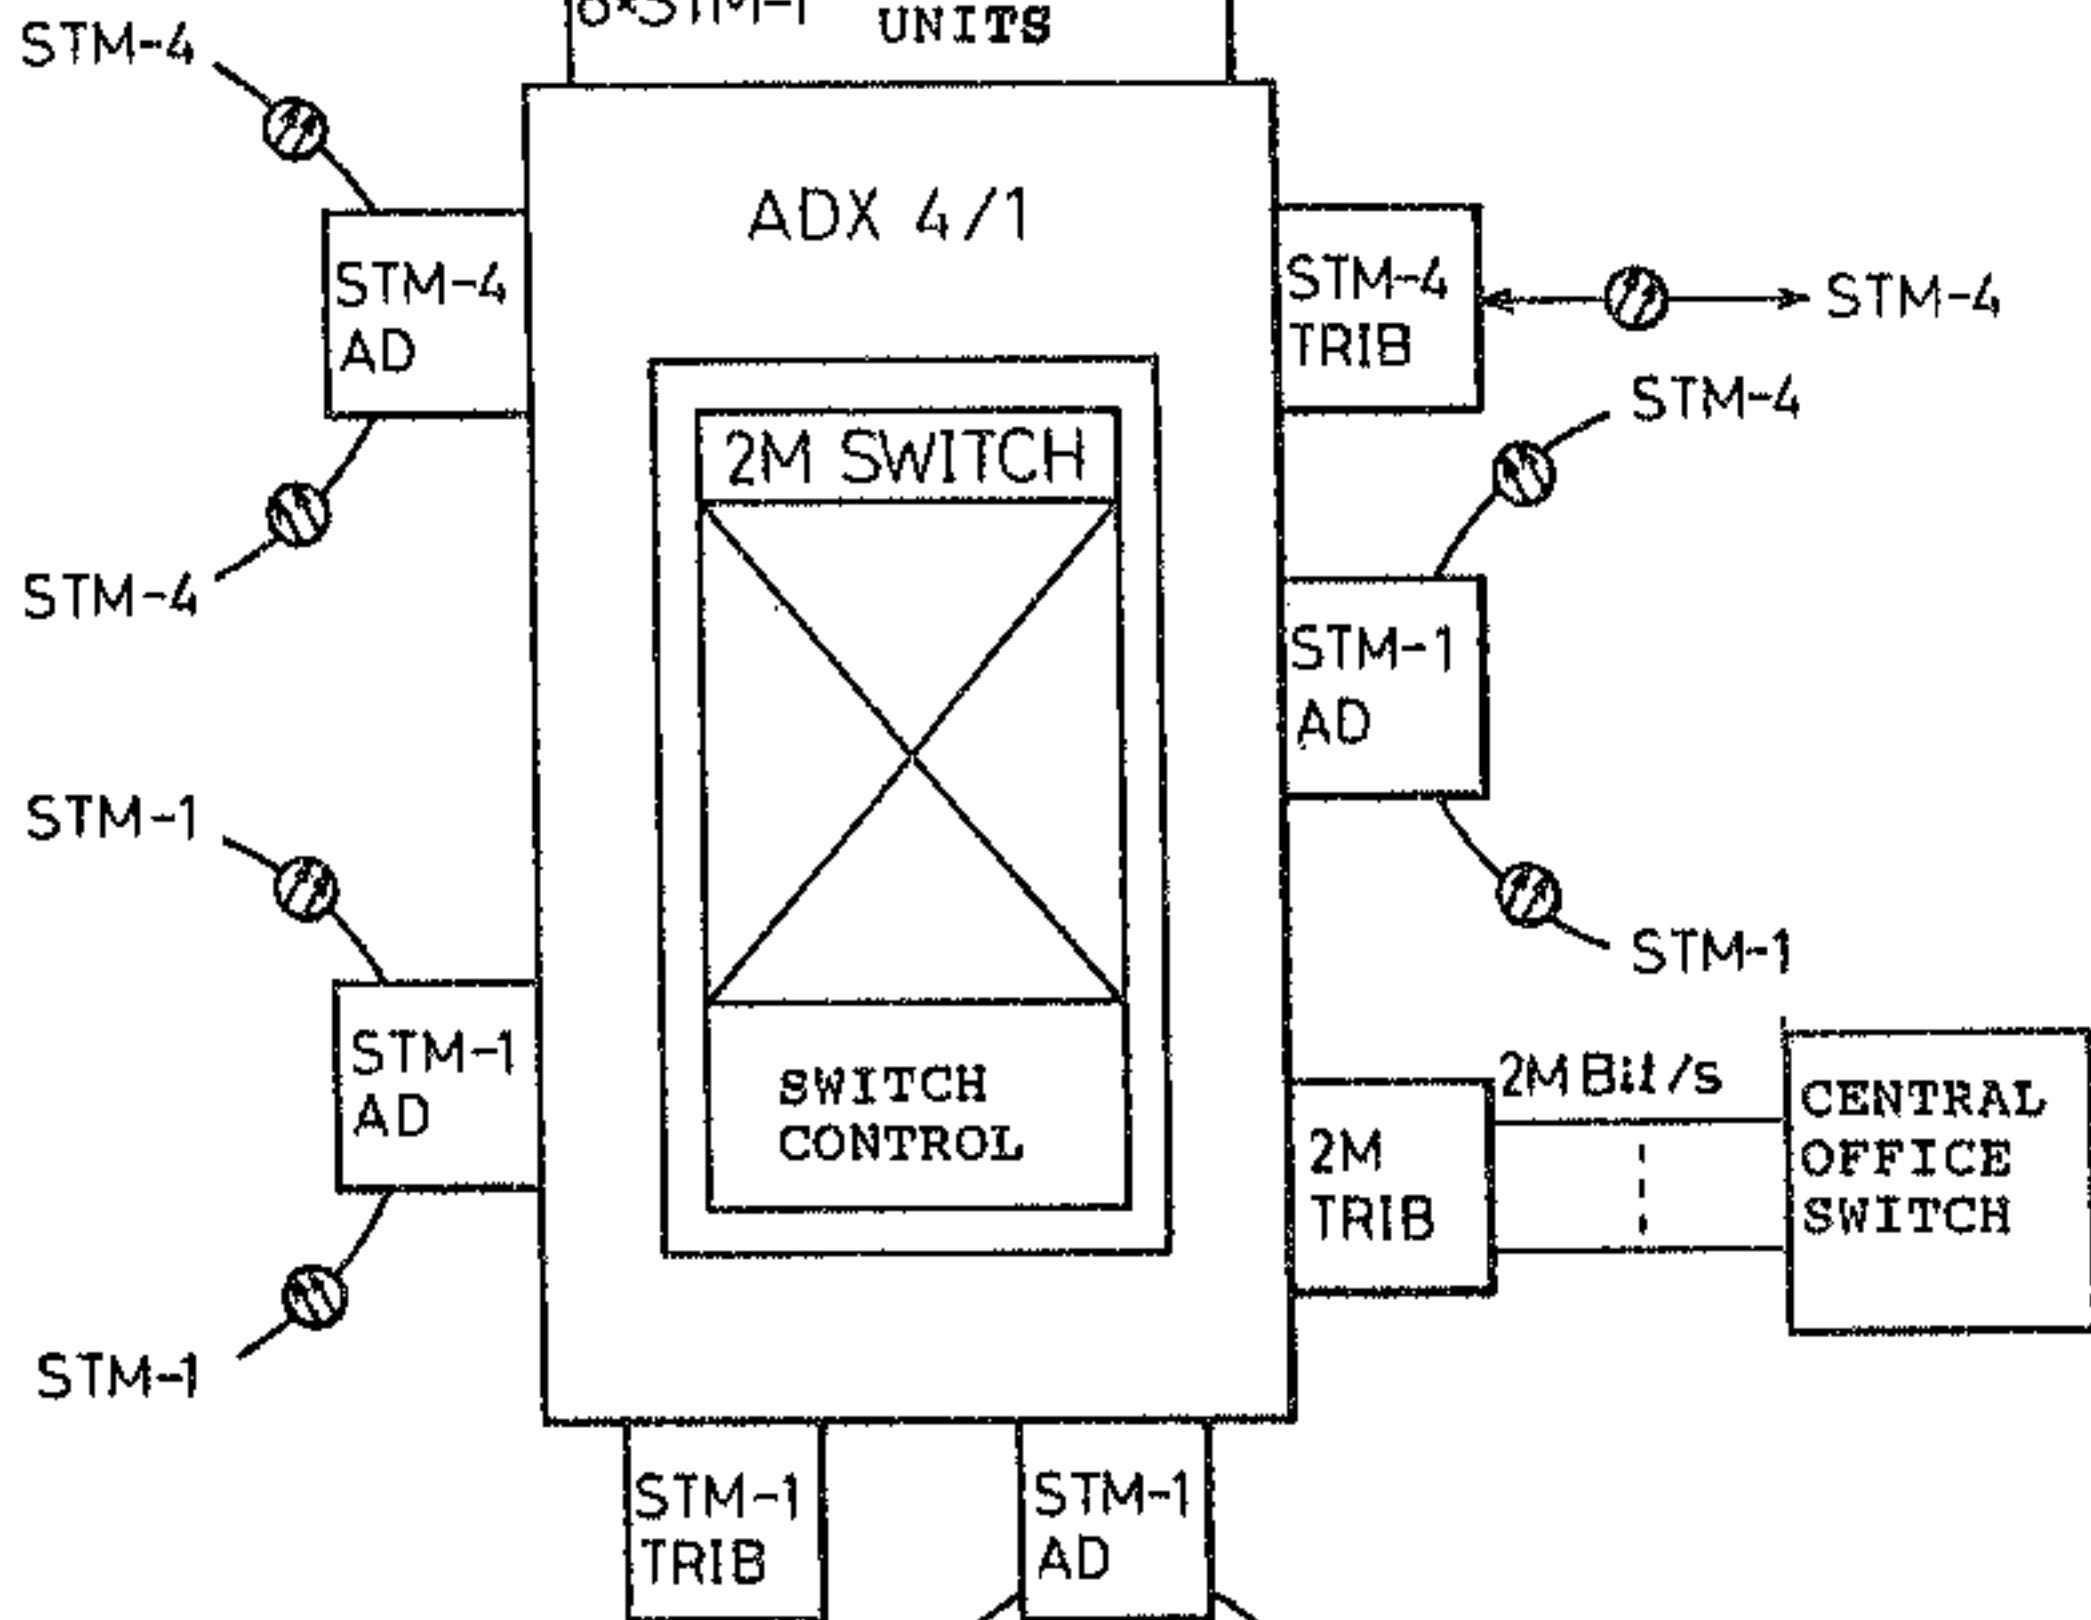 UNITS
STM-4
ADX 4/1
STM-4
AD
STM-4
TRIB
STM-4
STM-4
2M SWITCH
STM-4
STM-1
AD
STM-1
STM-1
STM-1
AD
SWITCH
CONTROL
2M Bit/s
2M
TRIB
CENTRAL
OFFICE
SWITCH
STM-1
STM-1
TRIB
STM-1
AD